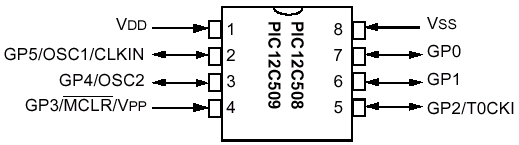 VDD 1 8 VSS
GP5/OSC1/CLKIN 2 7 GP0
GP4/OSC2 3 6 GP1
GP3/MCLR/VPP 4 5 GP2/T0CKI
PIC12C508
PIC12C509